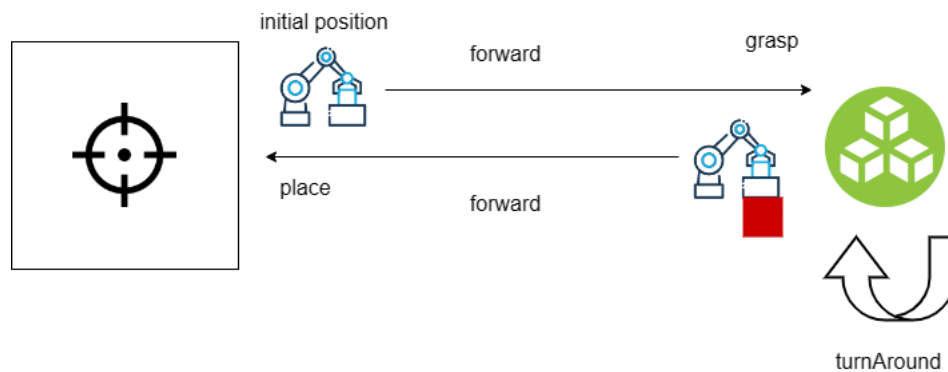 initial position
forward
grasp
place
forward
turnAround